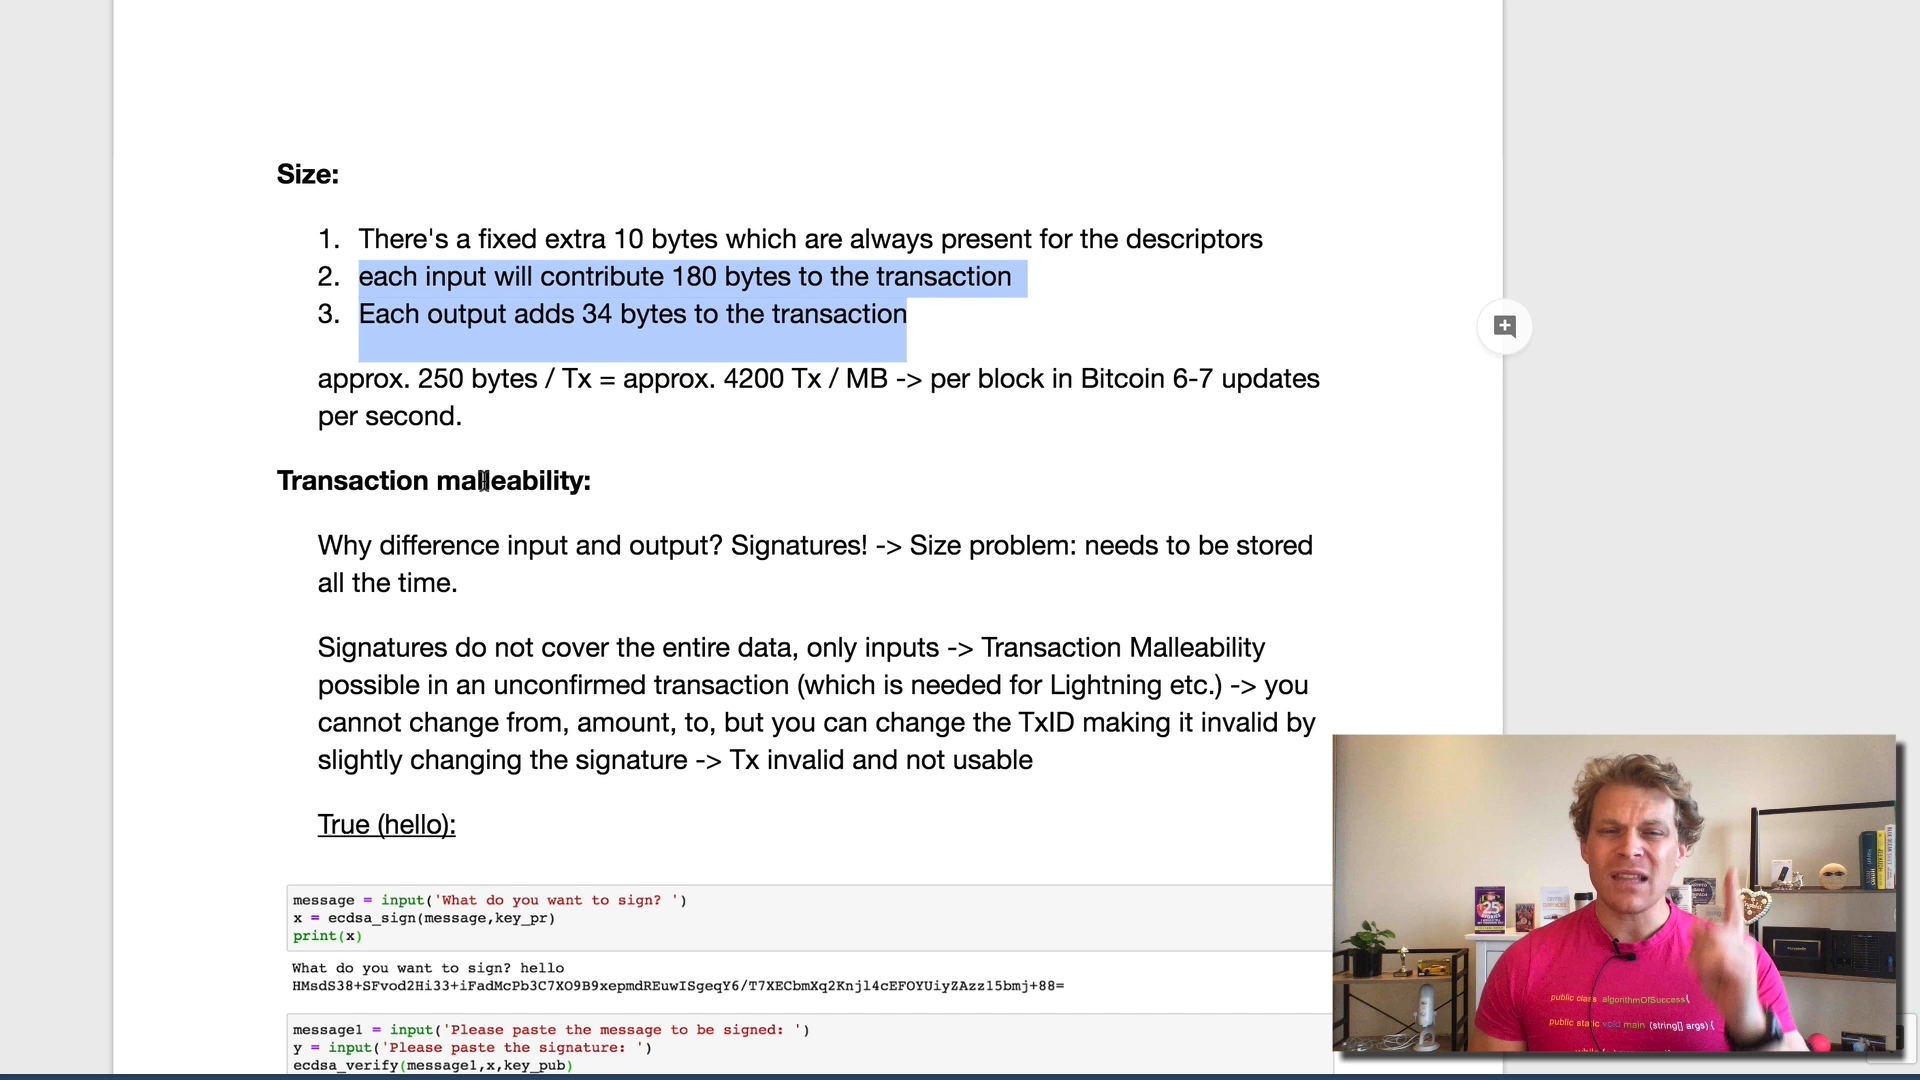 Size:
1. There's a fixed extra 10 bytes which are always present for the descriptors
2. each input will contribute 180 bytes to the transaction
3. Each output adds 34 bytes to the transaction
approx. 250 bytes / Tx = approx. 4200 Tx / MB -> per block in Bitcoin 6-7 updates
per second.
Transaction malleability:
Why difference input and output? Signatures! -> Size problem: needs to be stored
all the time.
Signatures do not cover the entire data, only inputs -> Transaction Malleability
possible in an unconfirmed transaction (which is needed for Lightning etc.) -> you
cannot change from, amount, to, but you can change the TxID making it invalid by
slightly changing the signature -> Tx invalid and not usable
True (hello):
message = input('What do you want to sign? ')
x = ecdsa_sign(message,key_pr)
print(x)
What do you want to sign? hello
HMsdS38+SFvod2Hi33+iFadMcPb3C7XO9B9xepmdREuwISgeqY6/T7XECbmXq2Knjl4cEFOYUiyZAzz15bmj+88=
message1 = input('Please paste the message to be signed: ')
y = input('Please paste the signature: ')
ecdsa_verify(message1,x,key_pub)
25
public class algorithmOfSuccess{
public static void main (string[] args) {